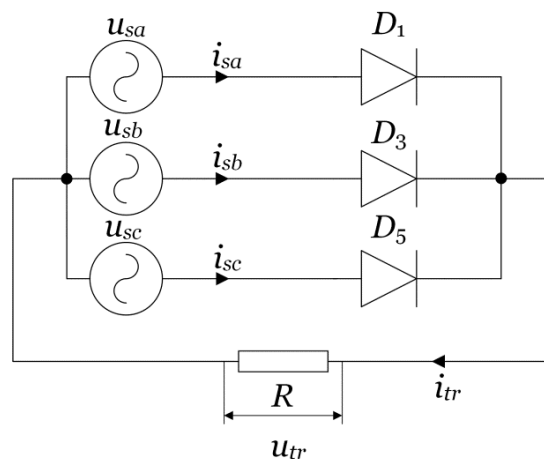 u_sa
i_sa
D_1
u_sb
i_sb
D_3
u_sc
i_sc
D_5
R
i_tr
u_tr